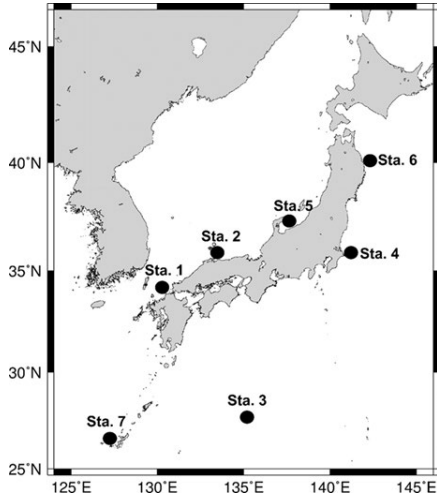 45˚N
40˚N
Sta. 6
Sta. 5
Sta. 2
Sta. 4
35˚N
Sta. 1
30˚N
Sta. 3
Sta. 7
25˚N
125˚E 130˚E 135˚E 140˚E 145˚E